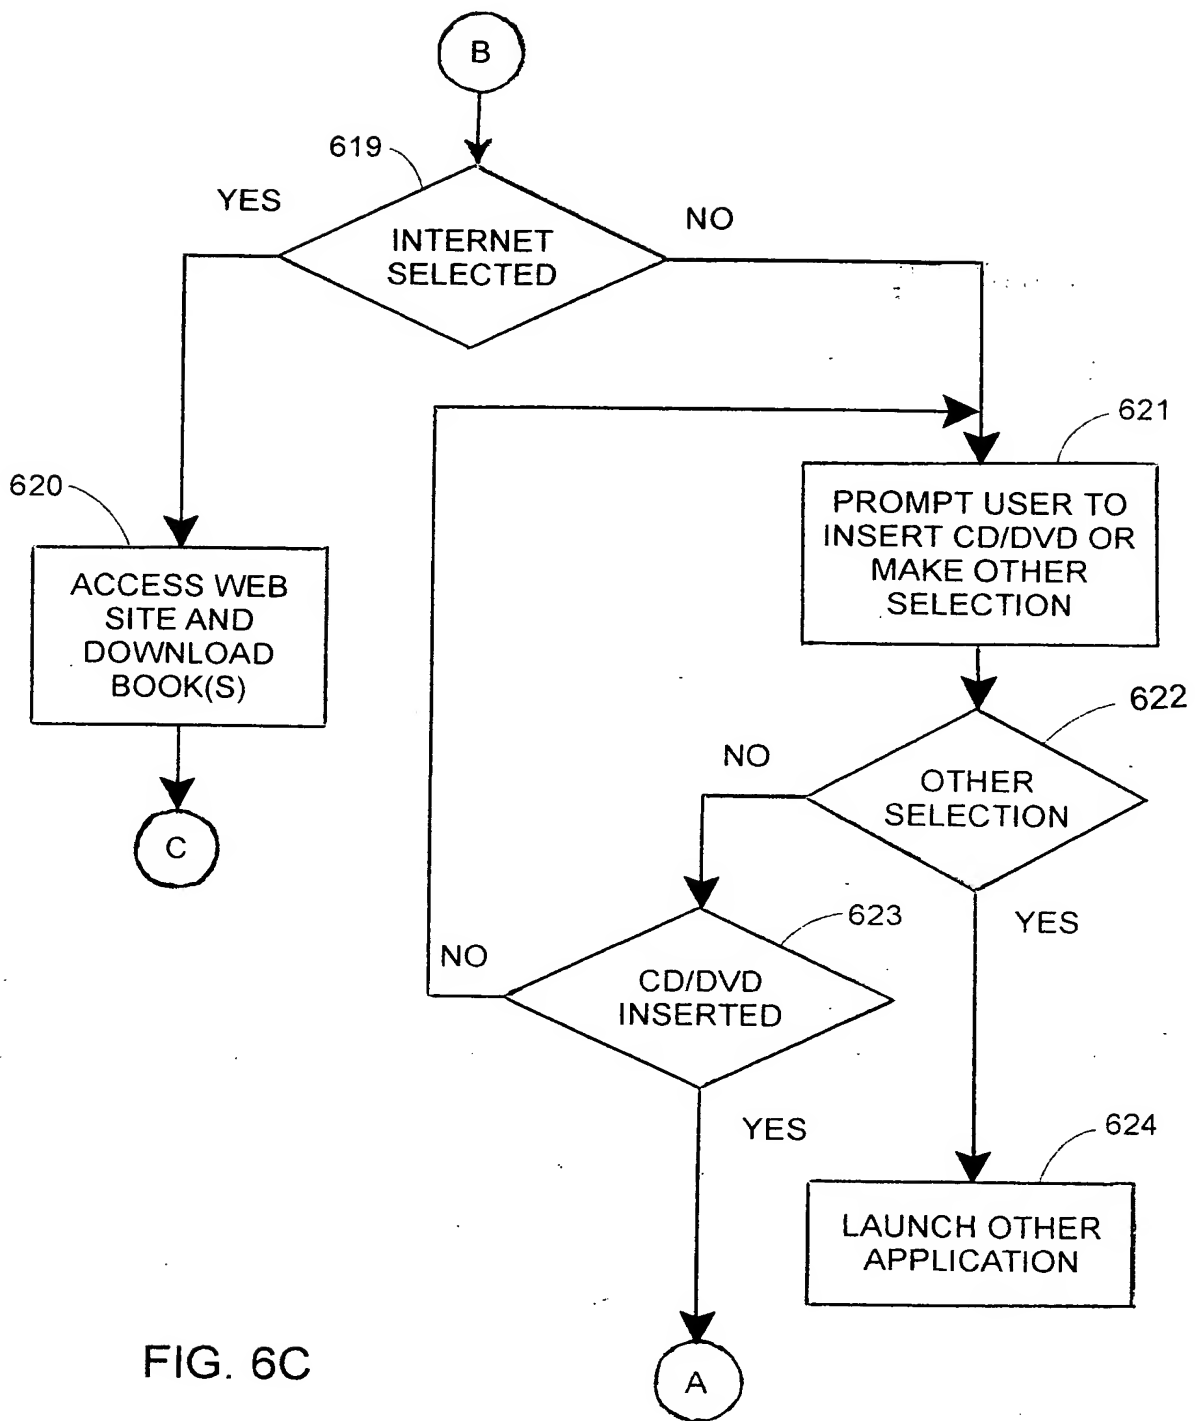 B
619
YES
NO
INTERNET
SELECTED
621
620
PROMPT USER TO
INSERT CD/DVD OR
MAKE OTHER
SELECTION
ACCESS WEB
SITE AND
DOWNLOAD
BOOK(S)
622
NO
OTHER
SELECTION
C
623
YES
NO
CD/DVD
INSERTED
YES
624
LAUNCH OTHER
APPLICATION
FIG. 6C
A